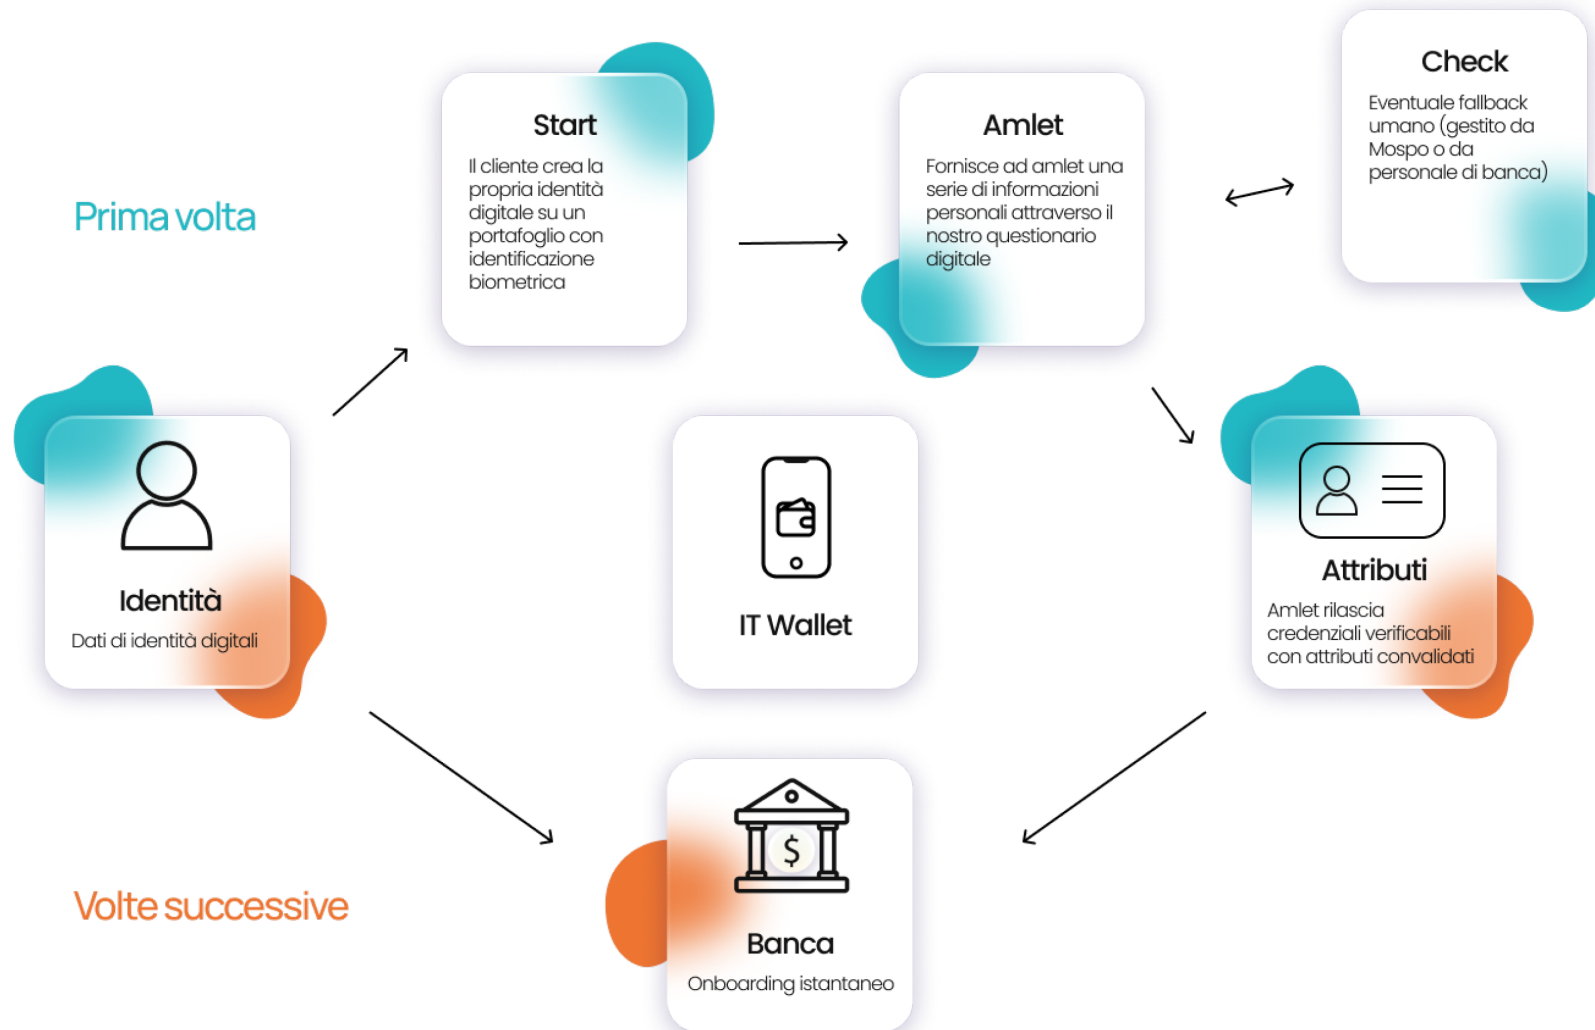 Prima volta
Start
Il cliente crea la
propria identità
digitale su un
portafoglio con
identificazione
biometrica
Amlet
Fornisce ad amlet una
serie di informazioni
personali attraverso il
nostro questionario
digitale
Check
Eventuale fallback
umano (gestito da
Mospo o da
personale di banca)
Identità
Dati di identità digitali
IT Wallet
Attributi
Amlet rilascia
credenziali verificabili
con attributi convalidati
Volte successive
$
Banca
Onboarding istantaneo